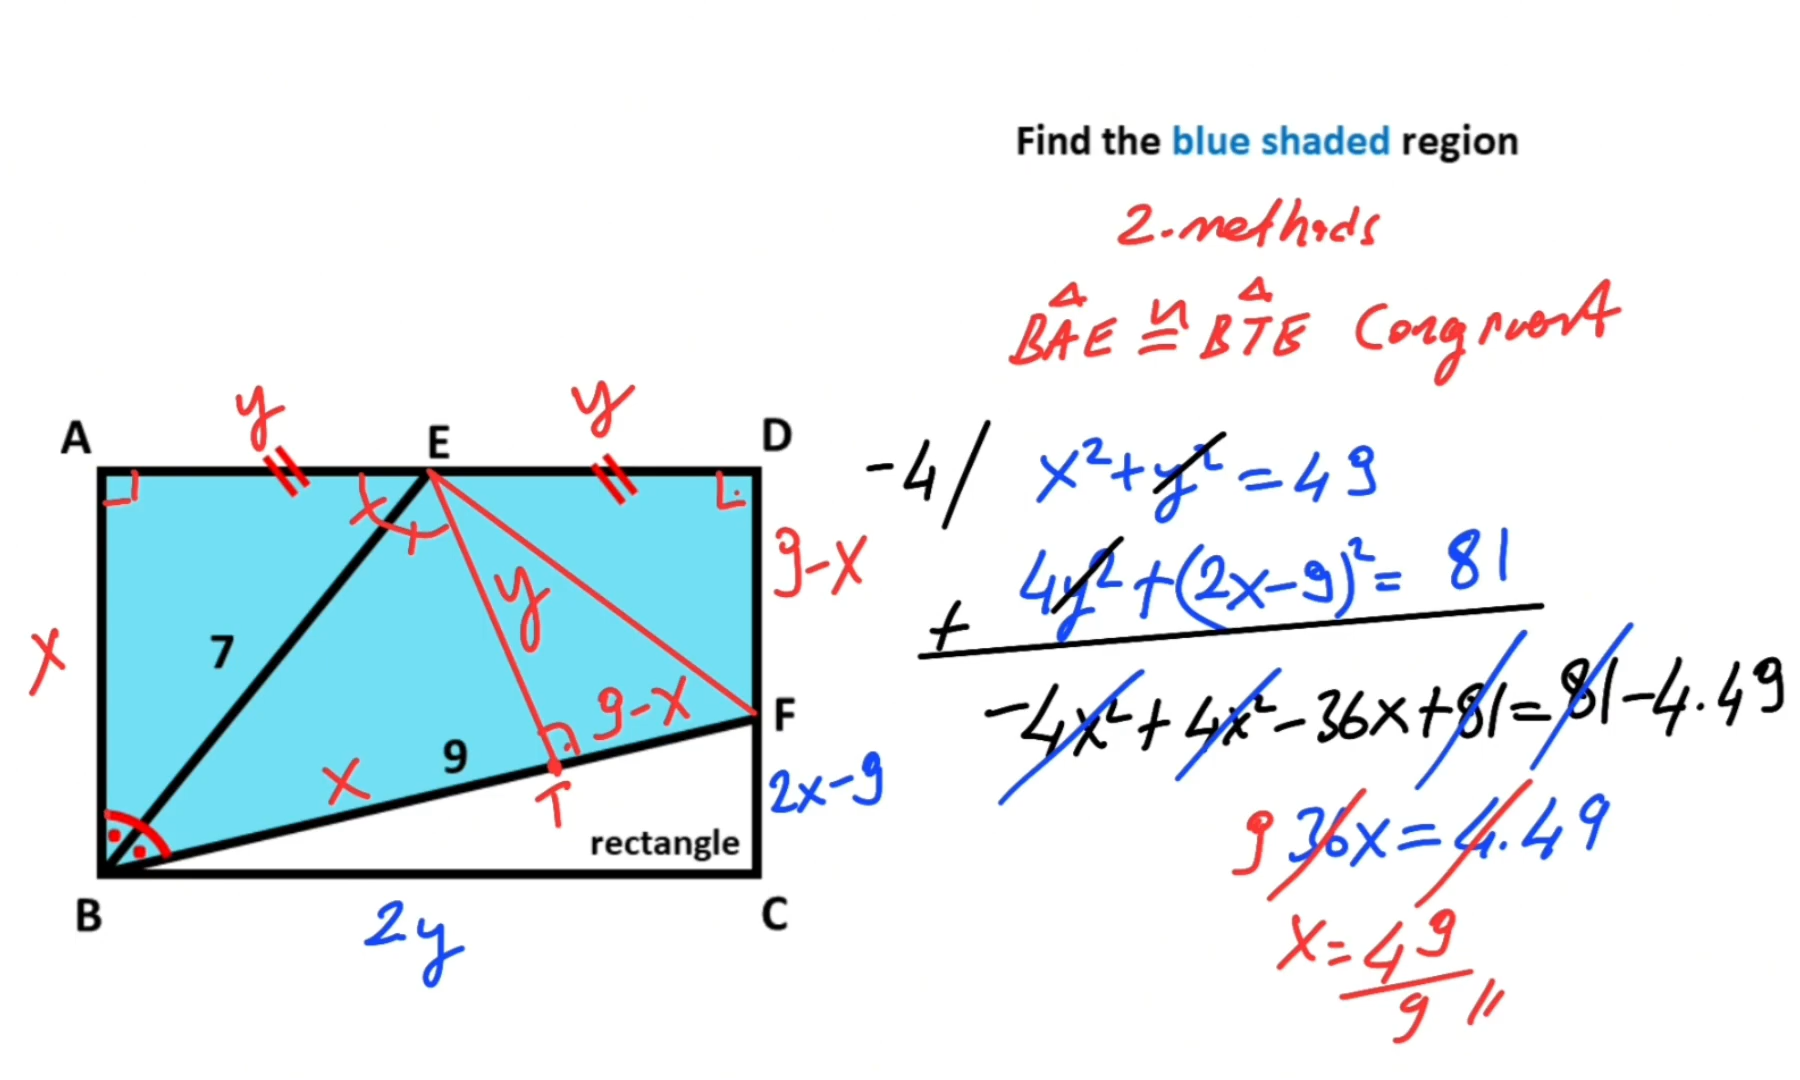 Find the blue shaded region
2.methods
△ △
BAE ≅ BTE Congruent
y y
A E D
-4/ x²+y²=49
9-x
4y²+(2x-9)²= 81
+
x 7 y
-4x²+4x²-36x+81=81-4.49
9-x F
9 x T
2x-9
rectangle
9 36x=4.49
B C
2y
x=49
9 //